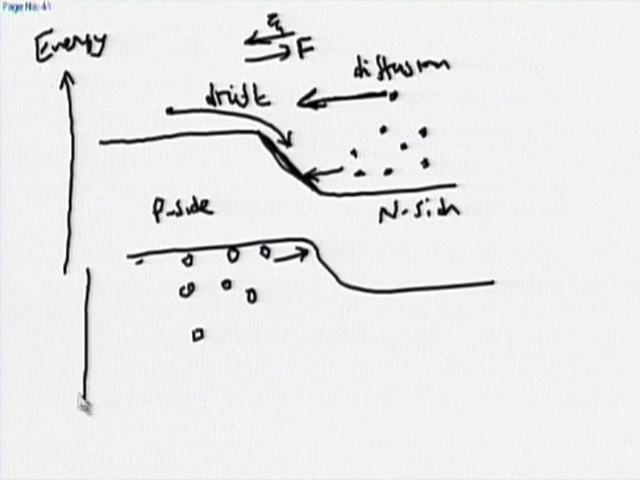 Page No: 41
Energy
F
diffusion
drift
P-side
N-side